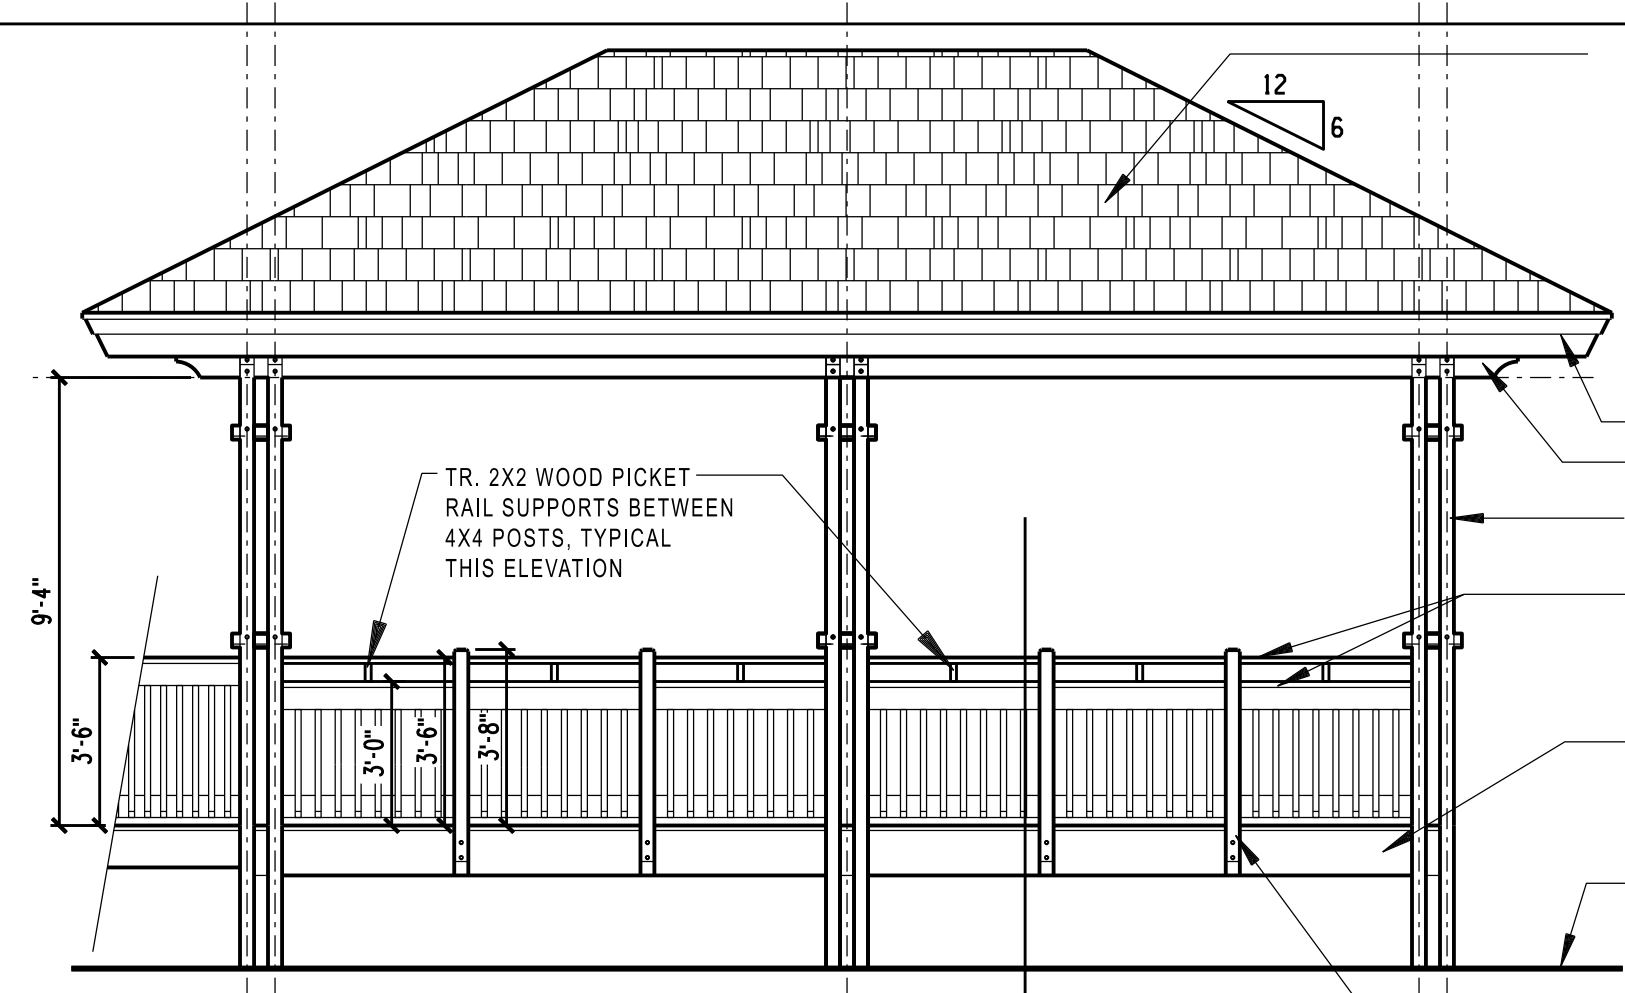 12
6
TR. 2X2 WOOD PICKET
RAIL SUPPORTS BETWEEN
4X4 POSTS, TYPICAL
THIS ELEVATION
9'-4"
3'-6"
3'-0"
3'-6"
3'-8"